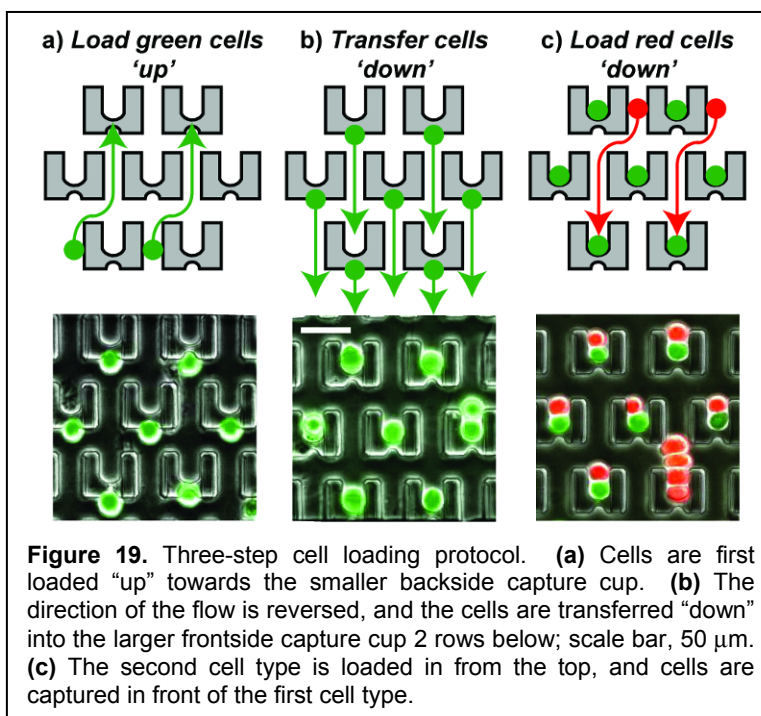 a) Load green cells 'up'
b) Transfer cells 'down'
c) Load red cells 'down'
Figure 19. Three-step cell loading protocol. (a) Cells are first
loaded “up” towards the smaller backside capture cup. (b) The
direction of the flow is reversed, and the cells are transferred “down”
into the larger frontside capture cup 2 rows below; scale bar, 50 μm.
(c) The second cell type is loaded in from the top, and cells are
captured in front of the first cell type.